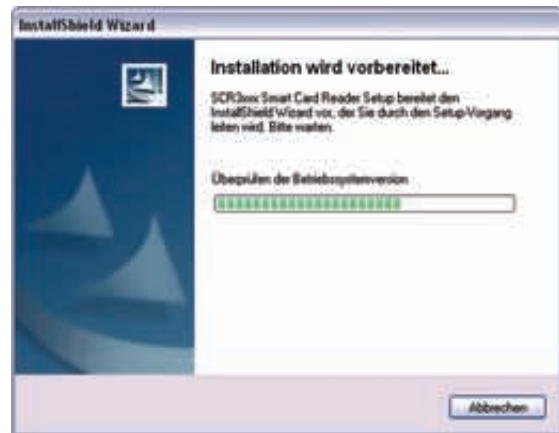 InstallShield Wizard
Installation wird vorbereitet...
SCR3xxx Smart Card Reader Setup bereitet den
InstallShield Wizard vor, der Sie durch den Setup-Vorgang
leiten wird. Bitte warten.
Überprüfen der Betriebssystemversion
Abbrechen